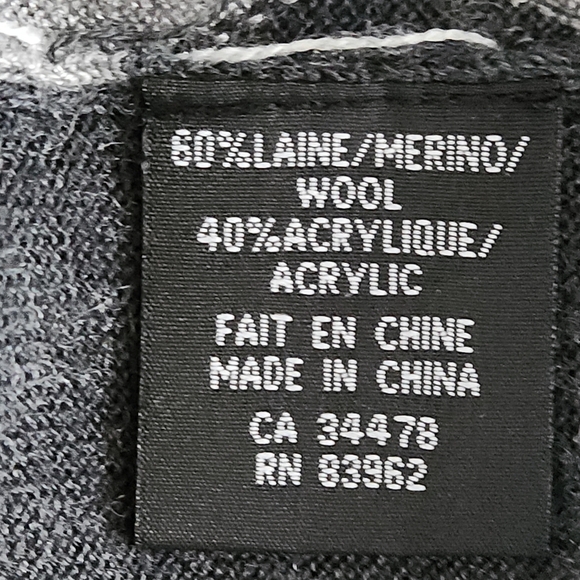 60%LAINE/MERINO/
WOOL
40%ACRYLIQUE/
ACRYLIC
FAIT EN CHINE
MADE IN CHINA
CA 34478
RN 83962